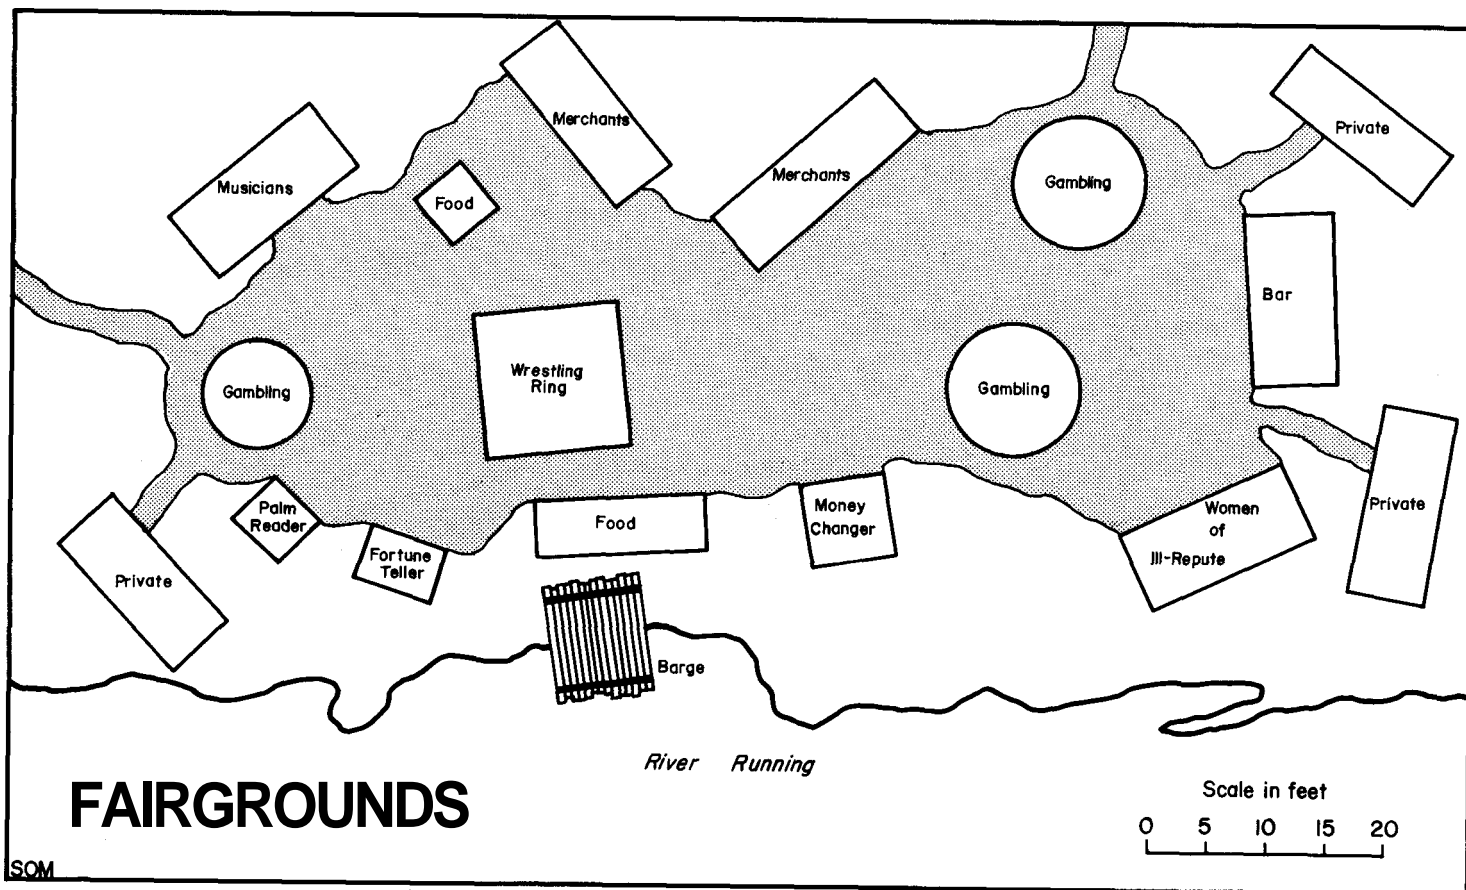 Merchants
Private
Merchants
Gambling
Musicians
Food
Bar
Wrestling
Ring
Gambling
Gambling
Palm
Reader
Food
Money
Changer
Women
of
Ill-Repute
Private
Fortune
Teller
Private
Barge
River Running
FAIRGROUNDS
Scale in feet
0 5 10 15 20
SOM